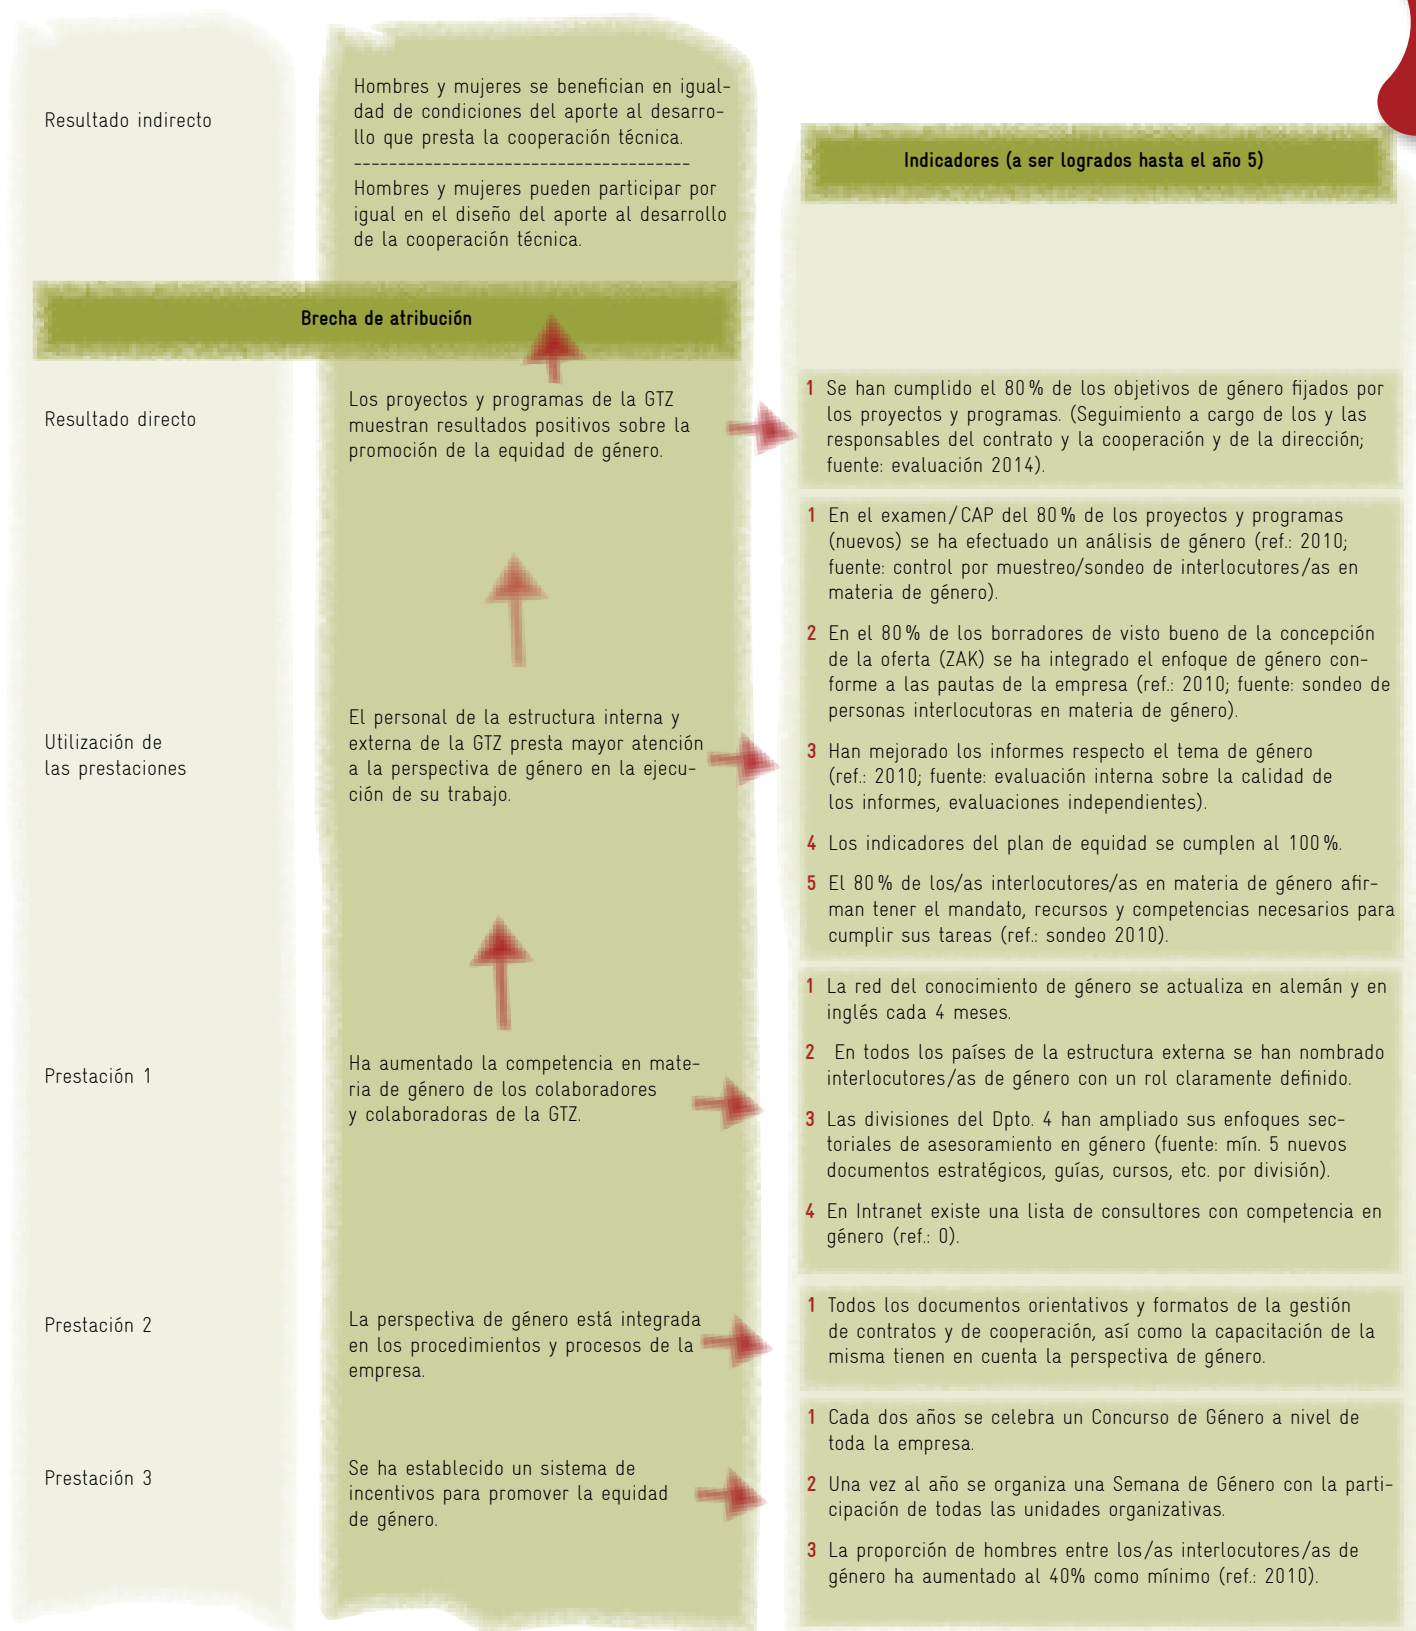 Resultado indirecto
Hombres y mujeres se benefician en igual-
dad de condiciones del aporte al desarro-
llo que presta la cooperación técnica.
--------------------------------------
Hombres y mujeres pueden participar por
igual en el diseño del aporte al desarrollo
de la cooperación técnica.
Indicadores (a ser logrados hasta el año 5)
Brecha de atribución
Resultado directo
Los proyectos y programas de la GTZ
muestran resultados positivos sobre la
promoción de la equidad de género.
1 Se han cumplido el 80% de los objetivos de género fijados por
los proyectos y programas. (Seguimiento a cargo de los y las
responsables del contrato y la cooperación y de la dirección;
fuente: evaluación 2014).
Utilización de
las prestaciones
El personal de la estructura interna y
externa de la GTZ presta mayor atención
a la perspectiva de género en la ejecu-
ción de su trabajo.
1 En el examen/CAP del 80% de los proyectos y programas
(nuevos) se ha efectuado un análisis de género (ref.: 2010;
fuente: control por muestreo/sondeo de interlocutores/as en
materia de género).
2 En el 80% de los borradores de visto bueno de la concepción
de la oferta (ZAK) se ha integrado el enfoque de género con-
forme a las pautas de la empresa (ref.: 2010; fuente: sondeo de
personas interlocutoras en materia de género).
3 Han mejorado los informes respecto el tema de género
(ref.: 2010; fuente: evaluación interna sobre la calidad de
los informes, evaluaciones independientes).
4 Los indicadores del plan de equidad se cumplen al 100%.
5 El 80% de los/as interlocutores/as en materia de género afir-
man tener el mandato, recursos y competencias necesarios para
cumplir sus tareas (ref.: sondeo 2010).
Prestación 1
Ha aumentado la competencia en mate-
ria de género de los colaboradores
y colaboradoras de la GTZ.
1 La red del conocimiento de género se actualiza en alemán y en
inglés cada 4 meses.
2 En todos los países de la estructura externa se han nombrado
interlocutores/as de género con un rol claramente definido.
3 Las divisiones del Dpto. 4 han ampliado sus enfoques sec-
toriales de asesoramiento en género (fuente: mín. 5 nuevos
documentos estratégicos, guías, cursos, etc. por división).
4 En Intranet existe una lista de consultores con competencia en
género (ref.: 0).
Prestación 2
La perspectiva de género está integrada
en los procedimientos y procesos de la
empresa.
1 Todos los documentos orientativos y formatos de la gestión
de contratos y de cooperación, así como la capacitación de la
misma tienen en cuenta la perspectiva de género.
Prestación 3
Se ha establecido un sistema de
incentivos para promover la equidad
de género.
1 Cada dos años se celebra un Concurso de Género a nivel de
toda la empresa.
2 Una vez al año se organiza una Semana de Género con la parti-
cipación de todas las unidades organizativas.
3 La proporción de hombres entre los/as interlocutores/as de
género ha aumentado al 40% como mínimo (ref.: 2010).